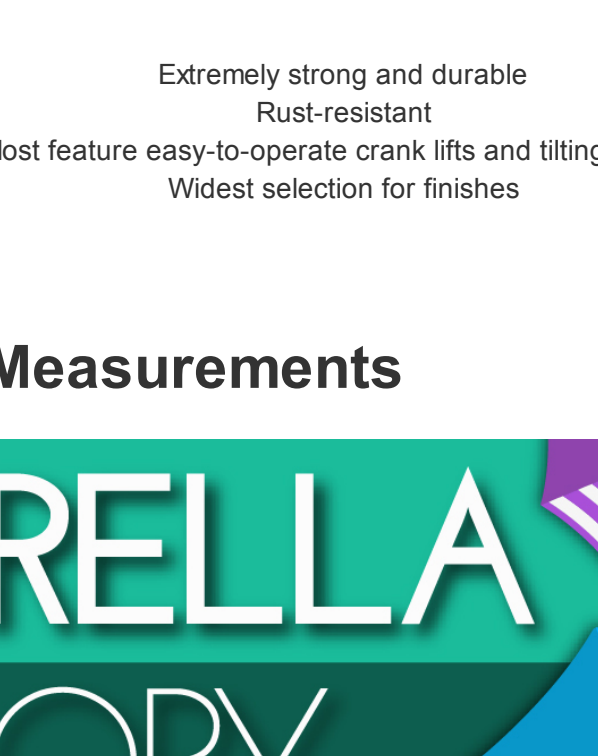 Extremely strong and durable
Rust-resistant
feature easy-to-operate crank lifts and tilting
Widest selection for finishes
Measurements
RELLA
ORY